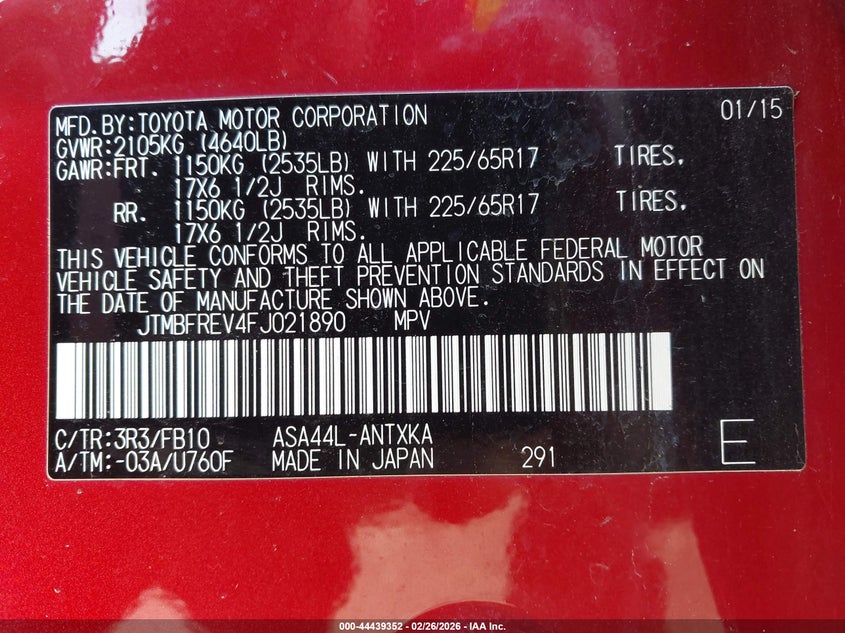 MFD.BY:TOYOTA MOTOR CORPORATION 01/15
GVWR:2105KG (4640LB)
GAWR:FRT. 1150KG (2535LB) WITH 225/65R17 TIRES.
17X6 1/2J RIMS.
RR. 1150KG (2535LB) WITH 225/65R17 TIRES.
17X6 1/2J RIMS.
THIS VEHICLE CONFORMS TO ALL APPLICABLE FEDERAL MOTOR
VEHICLE SAFETY AND THEFT PREVENTION STANDARDS IN EFFECT ON
THE DATE OF MANUFACTURE SHOWN ABOVE.
JTMBFREV4FJ021890 MPV
C/TR:3R3/FB10 ASA44L-ANTXKA
A/TM:-03A/U760F MADE IN JAPAN 291 E
000-44439352 - 02/26/2026 - IAA Inc.